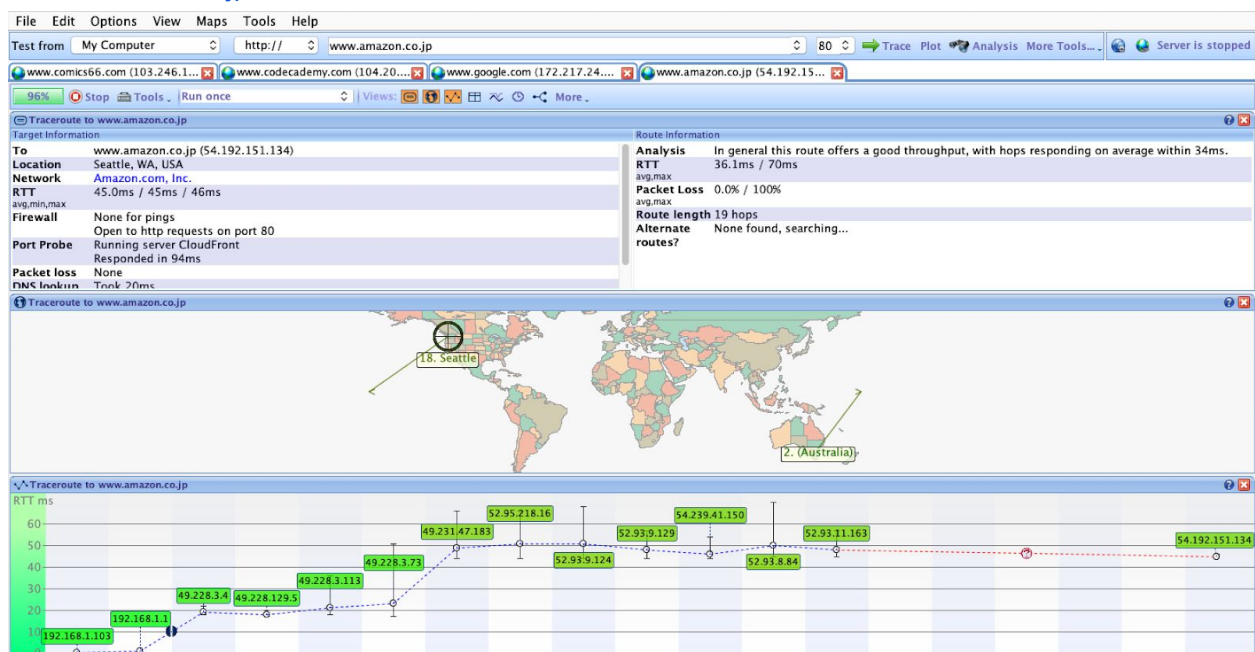 File Edit Options View Maps Tools Help
Test from My Computer http:// www.amazon.co.jp 80 Trace Plot Analysis More Tools... Server is stopped
www.comics66.com (103.246.1... www.codecademy.com (104.20.... www.google.com (172.217.24.... www.amazon.co.jp (54.192.15...
96% Stop Tools Run once Views: More
Traceroute to www.amazon.co.jp
Target Information
To www.amazon.co.jp (54.192.151.134)
Location Seattle, WA, USA
Network Amazon.com, Inc.
RTT 45.0ms / 45ms / 46ms
avg,min,max
Firewall None for pings
Open to http requests on port 80
Port Probe Running server CloudFront
Responded in 94ms
Packet loss None
DNS lookup Took 20ms
Route Information
Analysis In general this route offers a good throughput, with hops responding on average within 34ms.
RTT 36.1ms / 70ms
avg,max
Packet Loss 0.0% / 100%
avg,max
Route length 19 hops
Alternate None found, searching...
routes?
Traceroute to www.amazon.co.jp
18. Seattle
2. (Australia)
Traceroute to www.amazon.co.jp
RTT ms
60
50
40
30
20
10
0
192.168.1.103
192.168.1.1
49.228.3.4
49.228.129.5
49.228.3.113
49.228.3.73
49.231.47.183
52.95.218.16
52.93.9.124
52.93.9.129
54.239.41.150
52.93.8.84
52.93.11.163
54.192.151.134